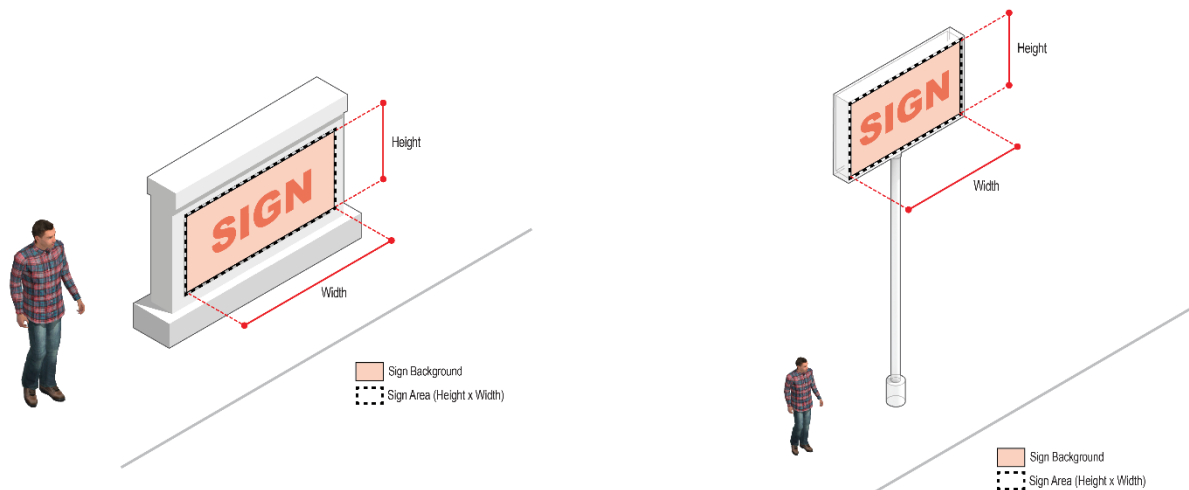 Height
SIGN
Width
Sign Background
Sign Area (Height x Width)
Height
SIGN
Width
Sign Background
Sign Area (Height x Width)